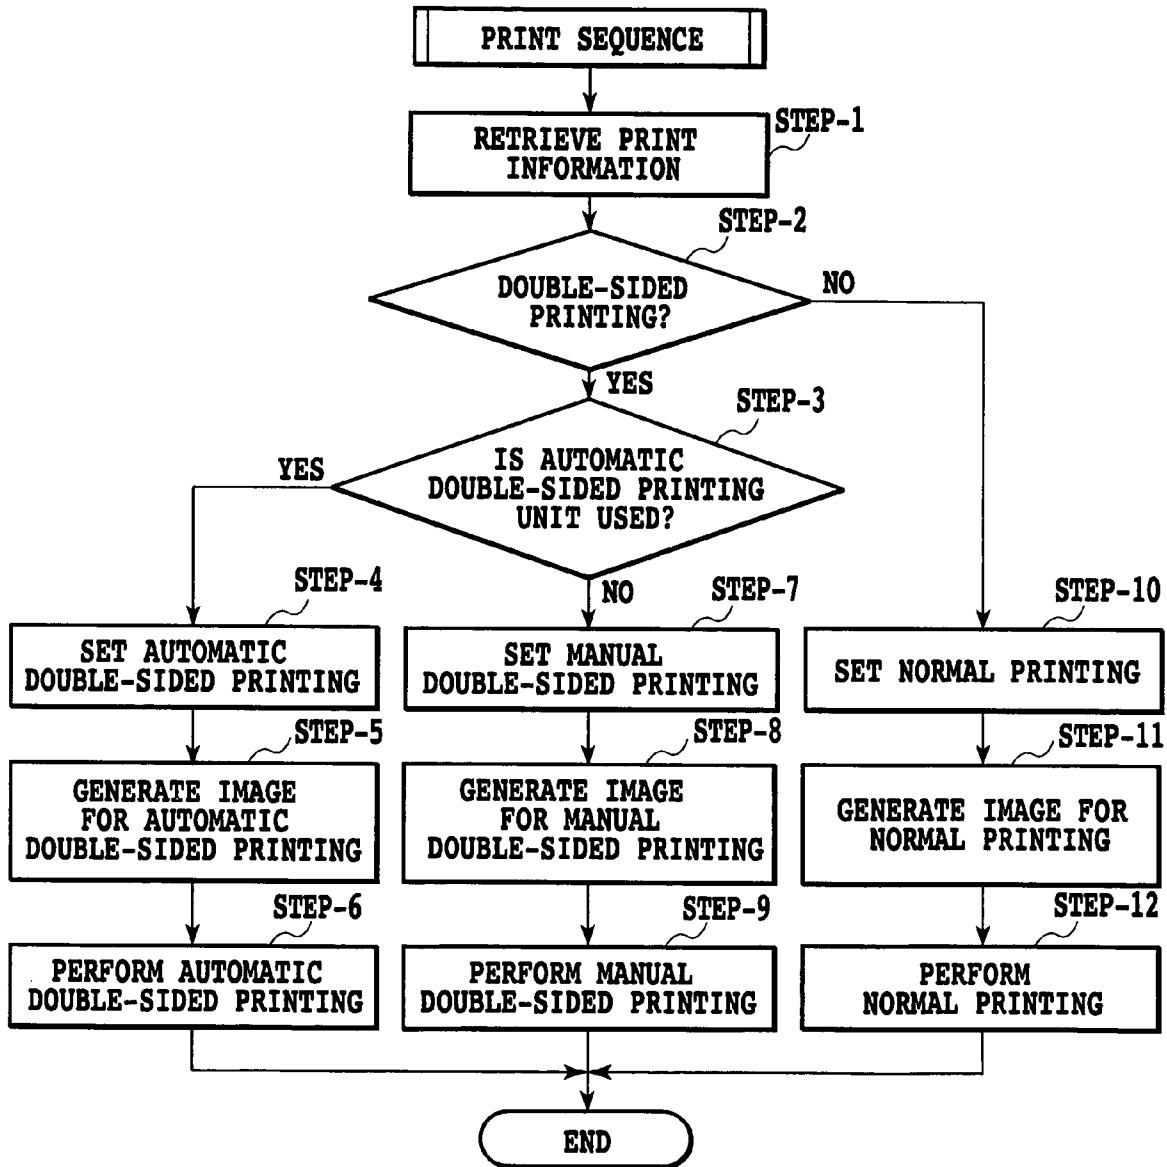 PRINT SEQUENCE
STEP-1
RETRIEVE PRINT
INFORMATION
STEP-2
DOUBLE-SIDED
PRINTING?
NO
YES
STEP-3
IS AUTOMATIC
DOUBLE-SIDED PRINTING
UNIT USED?
YES
NO
STEP-4
SET AUTOMATIC
DOUBLE-SIDED PRINTING
STEP-7
SET MANUAL
DOUBLE-SIDED PRINTING
STEP-10
SET NORMAL PRINTING
STEP-5
GENERATE IMAGE
FOR AUTOMATIC
DOUBLE-SIDED PRINTING
STEP-8
GENERATE IMAGE
FOR MANUAL
DOUBLE-SIDED PRINTING
STEP-11
GENERATE IMAGE FOR
NORMAL PRINTING
STEP-6
PERFORM AUTOMATIC
DOUBLE-SIDED PRINTING
STEP-9
PERFORM MANUAL
DOUBLE-SIDED PRINTING
STEP-12
PERFORM
NORMAL PRINTING
END